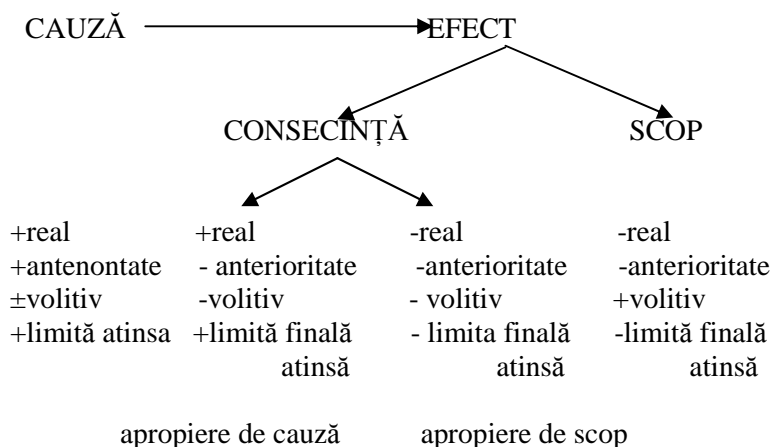 CAUZĂ EFECT
CONSECINȚĂ SCOP
+real +real -real -real
+antenontate - anterioritate -anterioritate -anterioritate
±volitiv -volitiv - volitiv +volitiv
+limită atinsa +limită finală - limita finală -limită finală
atinsă atinsă atinsă
apropiere de cauză apropiere de scop